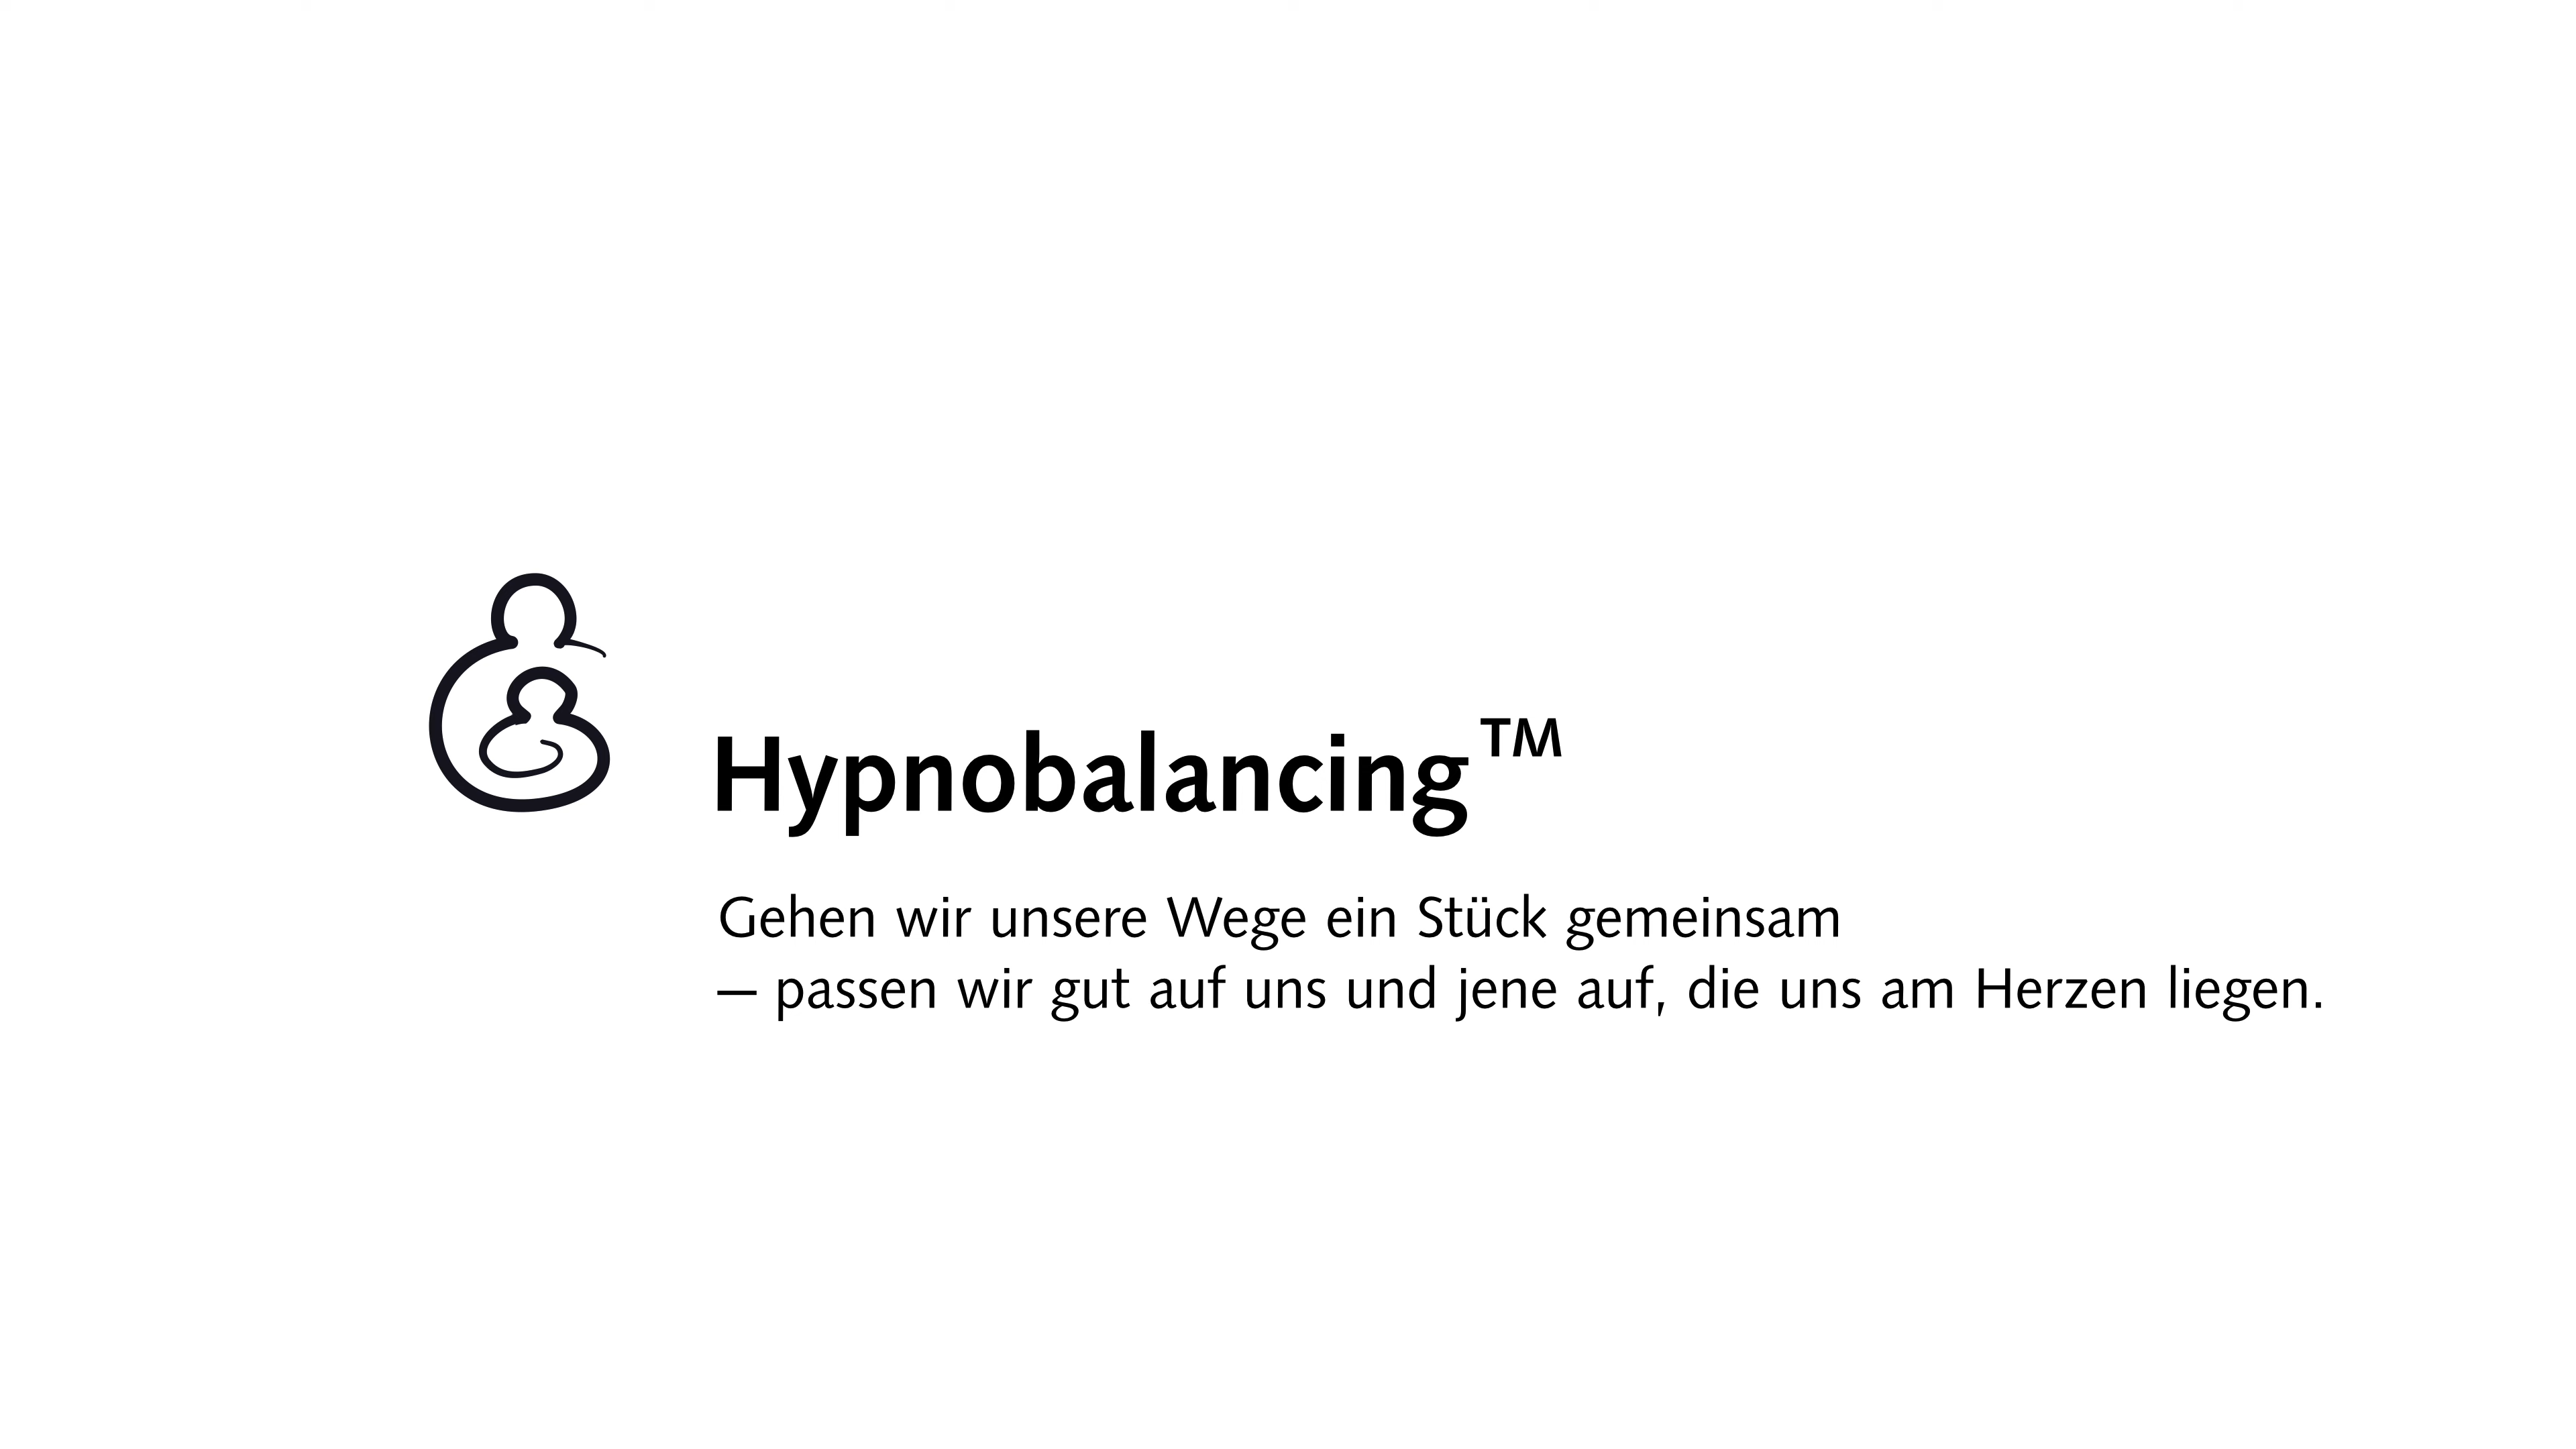 Hypnobalancing™
Gehen wir unsere Wege ein Stück gemeinsam
— passen wir gut auf uns und jene auf, die uns am Herzen liegen.